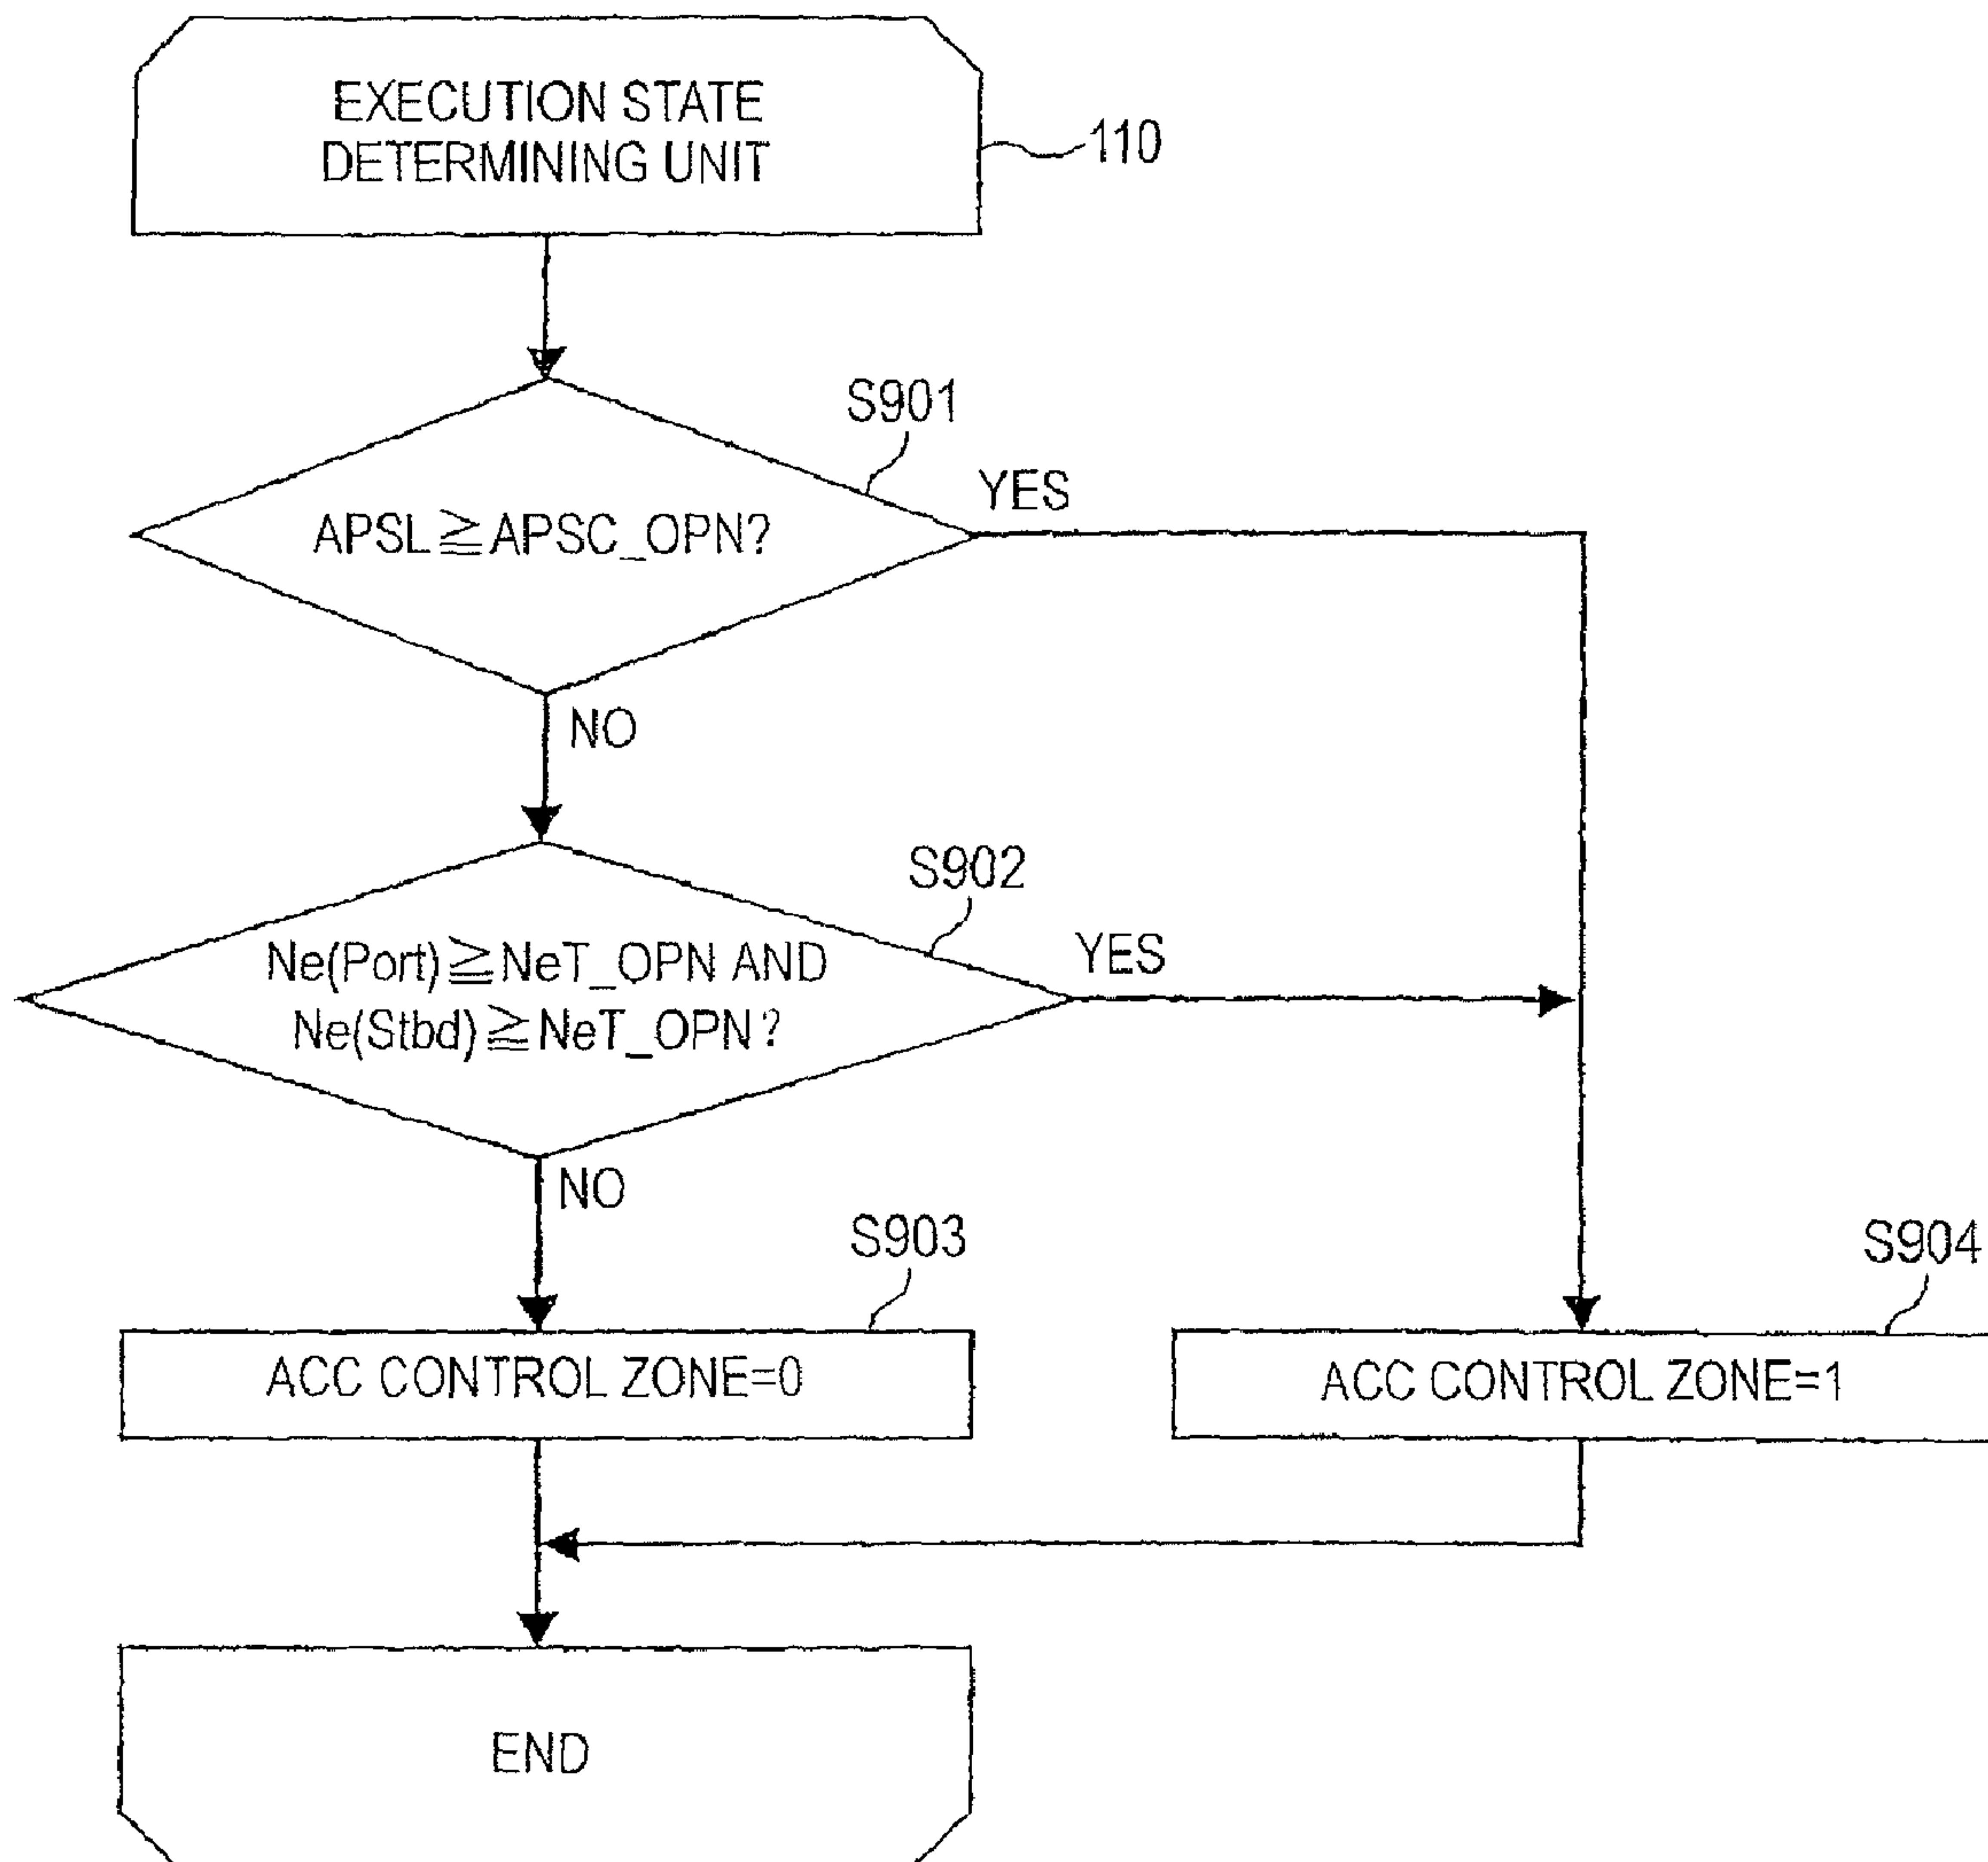 EXECUTION STATE
DETERMINING UNIT
110
S901
APSL≧APSC_OPN?
YES
NO
S902
Ne(Port)≧NeT_OPN AND
Ne(Stbd)≧NeT_OPN?
YES
NO
S903
ACC CONTROL ZONE=0
S904
ACC CONTROL ZONE=1
END